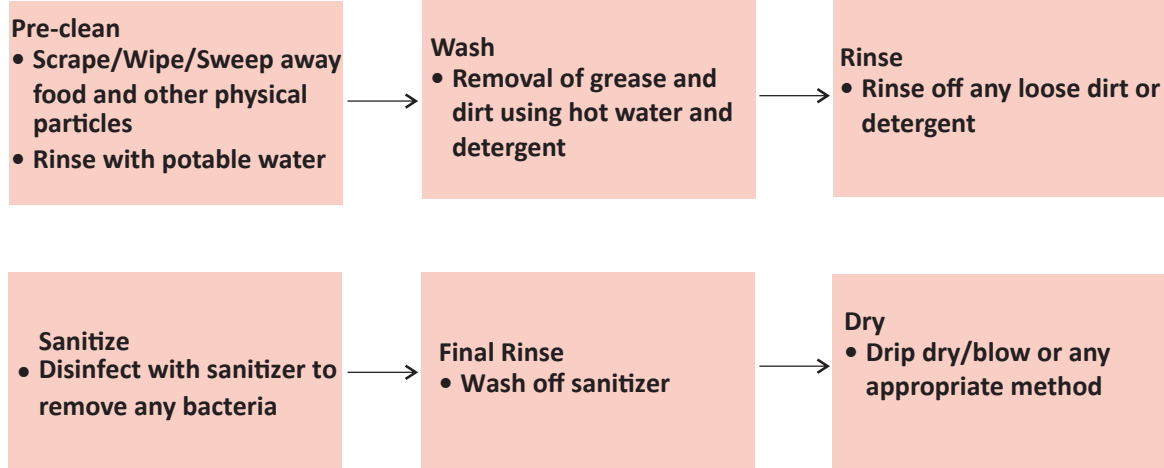 Pre-clean
• Scrape/Wipe/Sweep away
food and other physical
particles
• Rinse with potable water
Wash
• Removal of grease and
dirt using hot water and
detergent
Rinse
• Rinse off any loose dirt or
detergent
Sanitize
• Disinfect with sanitizer to
remove any bacteria
Final Rinse
• Wash off sanitizer
Dry
• Drip dry/blow or any
appropriate method